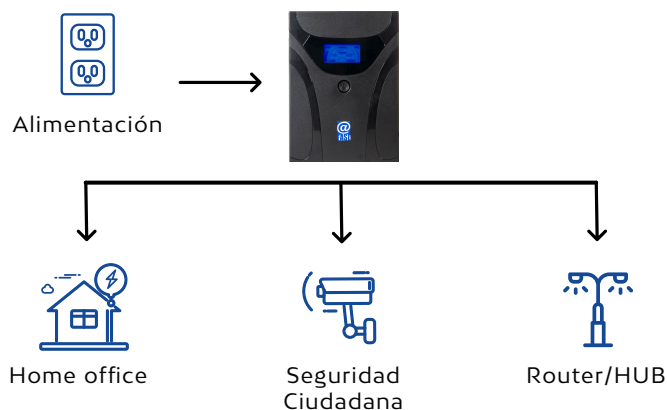 Alimentación
@
Home office
Seguridad
Ciudadana
Router/HUB